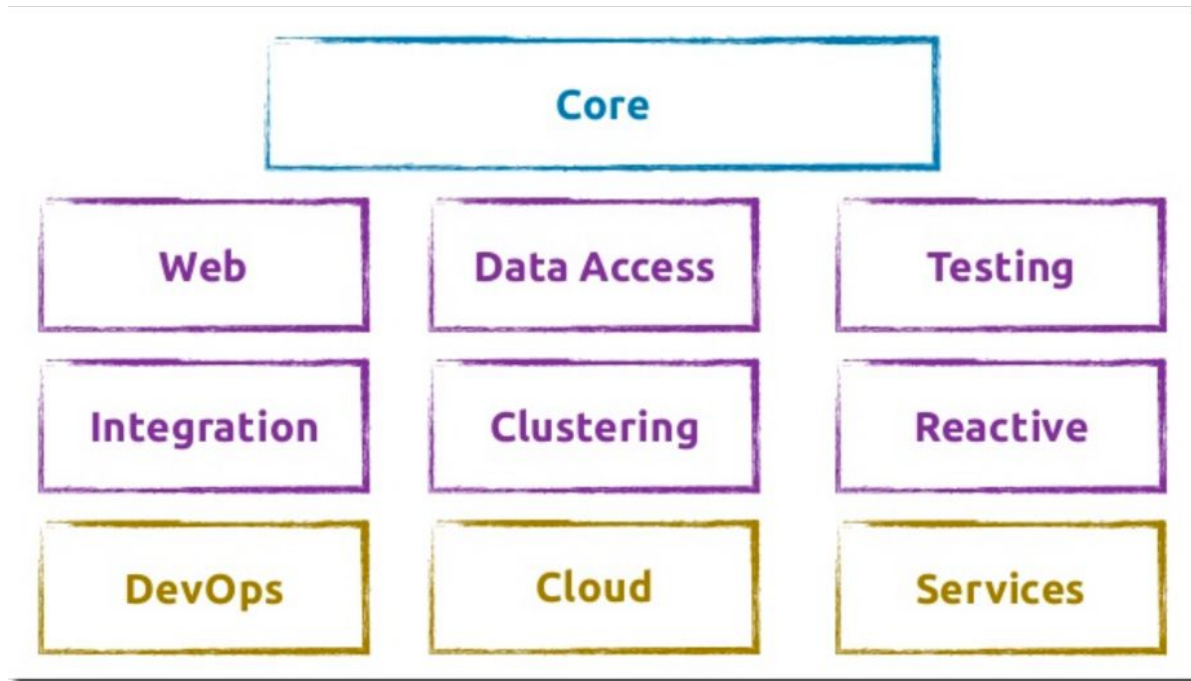 Core
Web Data Access Testing
Integration Clustering Reactive
DevOps Cloud Services